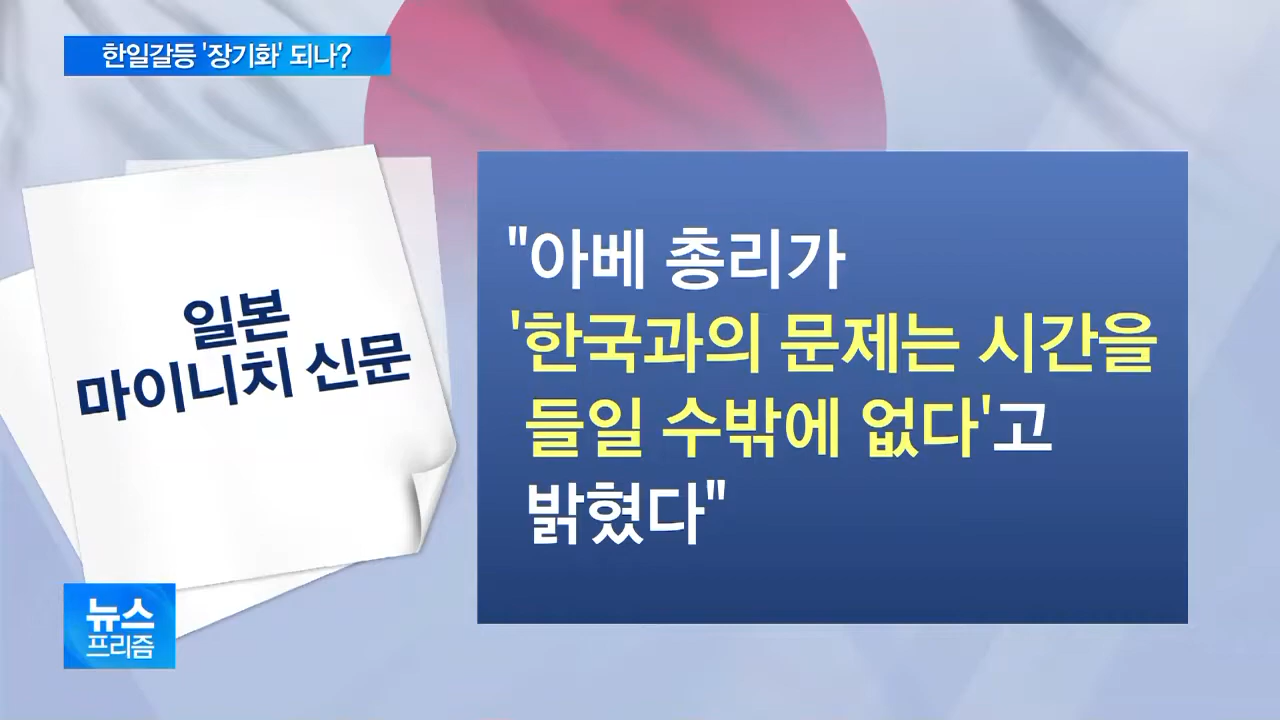 한일갈등 '장기화' 되나?
일본
마이니치 신문
"아베 총리가
'한국과의 문제는 시간을
들일 수밖에 없다'고
밝혔다"
뉴스
프리즘